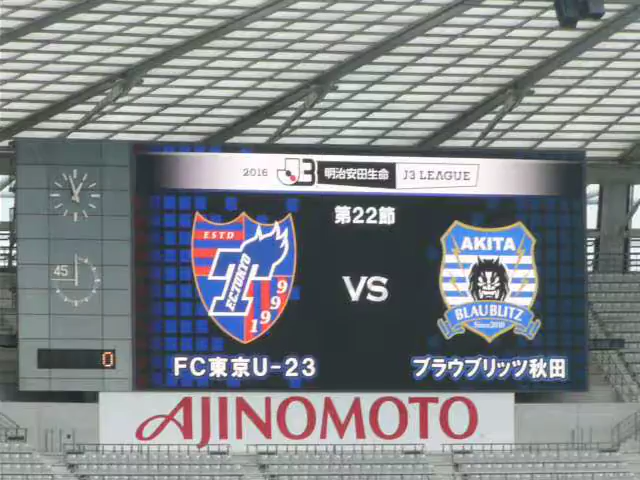 2016 J3 明治安田生命 J3 LEAGUE
第22節
ESTD
F.C.TOKYO
1999
FC東京U-23
VS
AKITA
BLAUBLITZ
Since2010
ブラウブリッツ秋田
45
0
AJINOMOTO